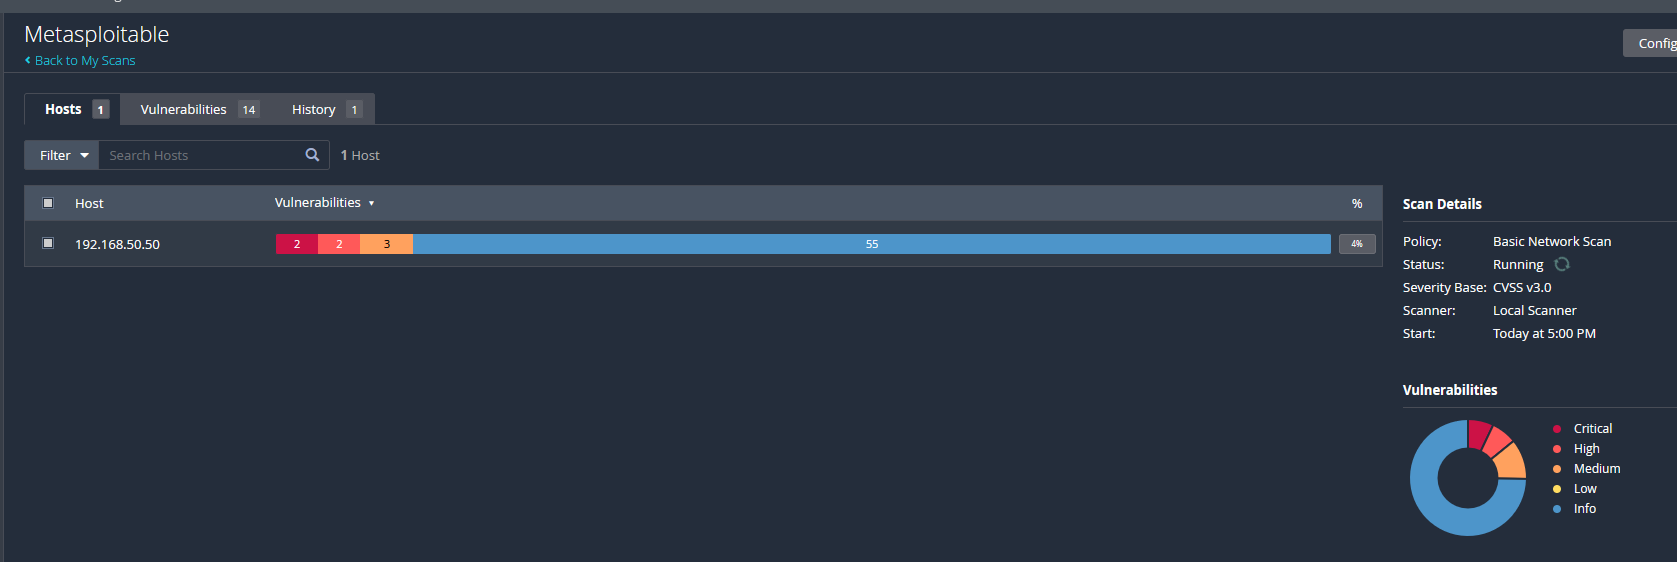 Metasploitable
Back to My Scans
Config
Hosts 1 Vulnerabilities 14 History 1
Filter Search Hosts 1 Host
Host Vulnerabilities %
192.168.50.50 2 2 3 55 4%
Scan Details
Policy: Basic Network Scan
Status: Running
Severity Base: CVSS v3.0
Scanner: Local Scanner
Start: Today at 5:00 PM
Vulnerabilities
Critical
High
Medium
Low
Info